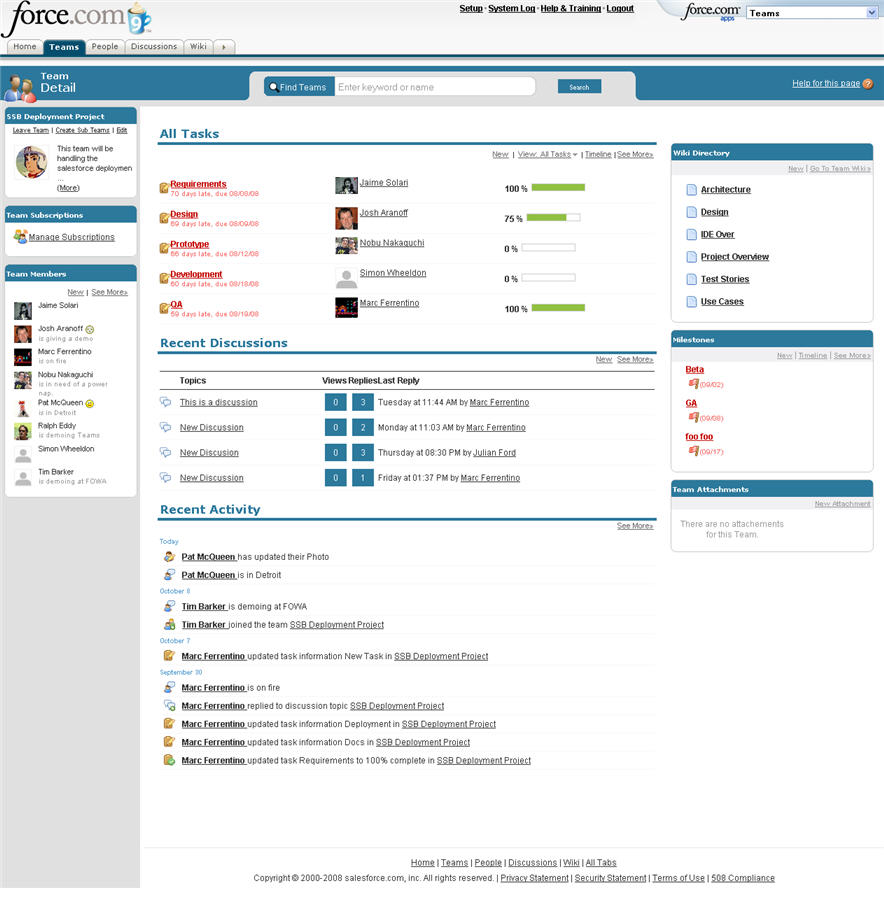 force.com
9
Setup · System Log · Help & Training · Logout
force.com
apps
Teams
Home
Teams
People
Discussions
Wiki
Team
Detail
Find Teams
Enter keyword or name
Search
Help for this page
?
SSB Deployment Project
Leave Team | Create Sub Teams | Edit
This team will be
handling the
salesforce deploymen
...
(More)
Team Subscriptions
Manage Subscriptions
Team Members
New | See More»
Jaime Solari
Josh Aranoff
is giving a demo
Marc Ferrentino
is on fire
Nobu Nakaguchi
is in need of a power
nap.
Pat McQueen
is in Detroit
Ralph Eddy
is demoing Teams
Simon Wheeldon
Tim Barker
is demoing at FOWA
All Tasks
New | View: All Tasks | Timeline | See More»
Requirements
70 days late, due 08/08/08
Jaime Solari
100 %
Design
69 days late, due 08/09/08
Josh Aranoff
75 %
Prototype
66 days late, due 08/12/08
Nobu Nakaguchi
0 %
Development
60 days late, due 08/18/08
Simon Wheeldon
0 %
QA
59 days late, due 08/19/08
Marc Ferrentino
100 %
Recent Discussions
New See More»
Topics Views Replies Last Reply
This is a discussion 0 3 Tuesday at 11:44 AM by Marc Ferrentino
New Discussion 0 2 Monday at 11:03 AM by Marc Ferrentino
New Discusion 0 3 Thursday at 08:30 PM by Julian Ford
New Discussion 0 1 Friday at 01:37 PM by Marc Ferrentino
Recent Activity
See More»
Today
Pat McQueen has updated their Photo
Pat McQueen is in Detroit
October 8
Tim Barker is demoing at FOWA
Tim Barker joined the team SSB Deployment Project
October 7
Marc Ferrentino updated task information New Task in SSB Deployment Project
September 30
Marc Ferrentino is on fire
Marc Ferrentino replied to discussion topic SSB Deployment Project
Marc Ferrentino updated task information Deployment in SSB Deployment Project
Marc Ferrentino updated task information Docs in SSB Deployment Project
Marc Ferrentino updated task Requirements to 100% complete in SSB Deployment Project
Wiki Directory
New | Go To Team Wiki»
Architecture
Design
IDE Over
Project Overview
Test Stories
Use Cases
Milestones
New | Timeline | See More»
Beta
(09/02)
GA
(09/08)
foo foo
(09/17)
Team Attachments
New Attachment
There are no attachements
for this Team.
Home | Teams | People | Discussions | Wiki | All Tabs
Copyright © 2000-2008 salesforce.com, inc. All rights reserved. | Privacy Statement | Security Statement | Terms of Use | 508 Compliance